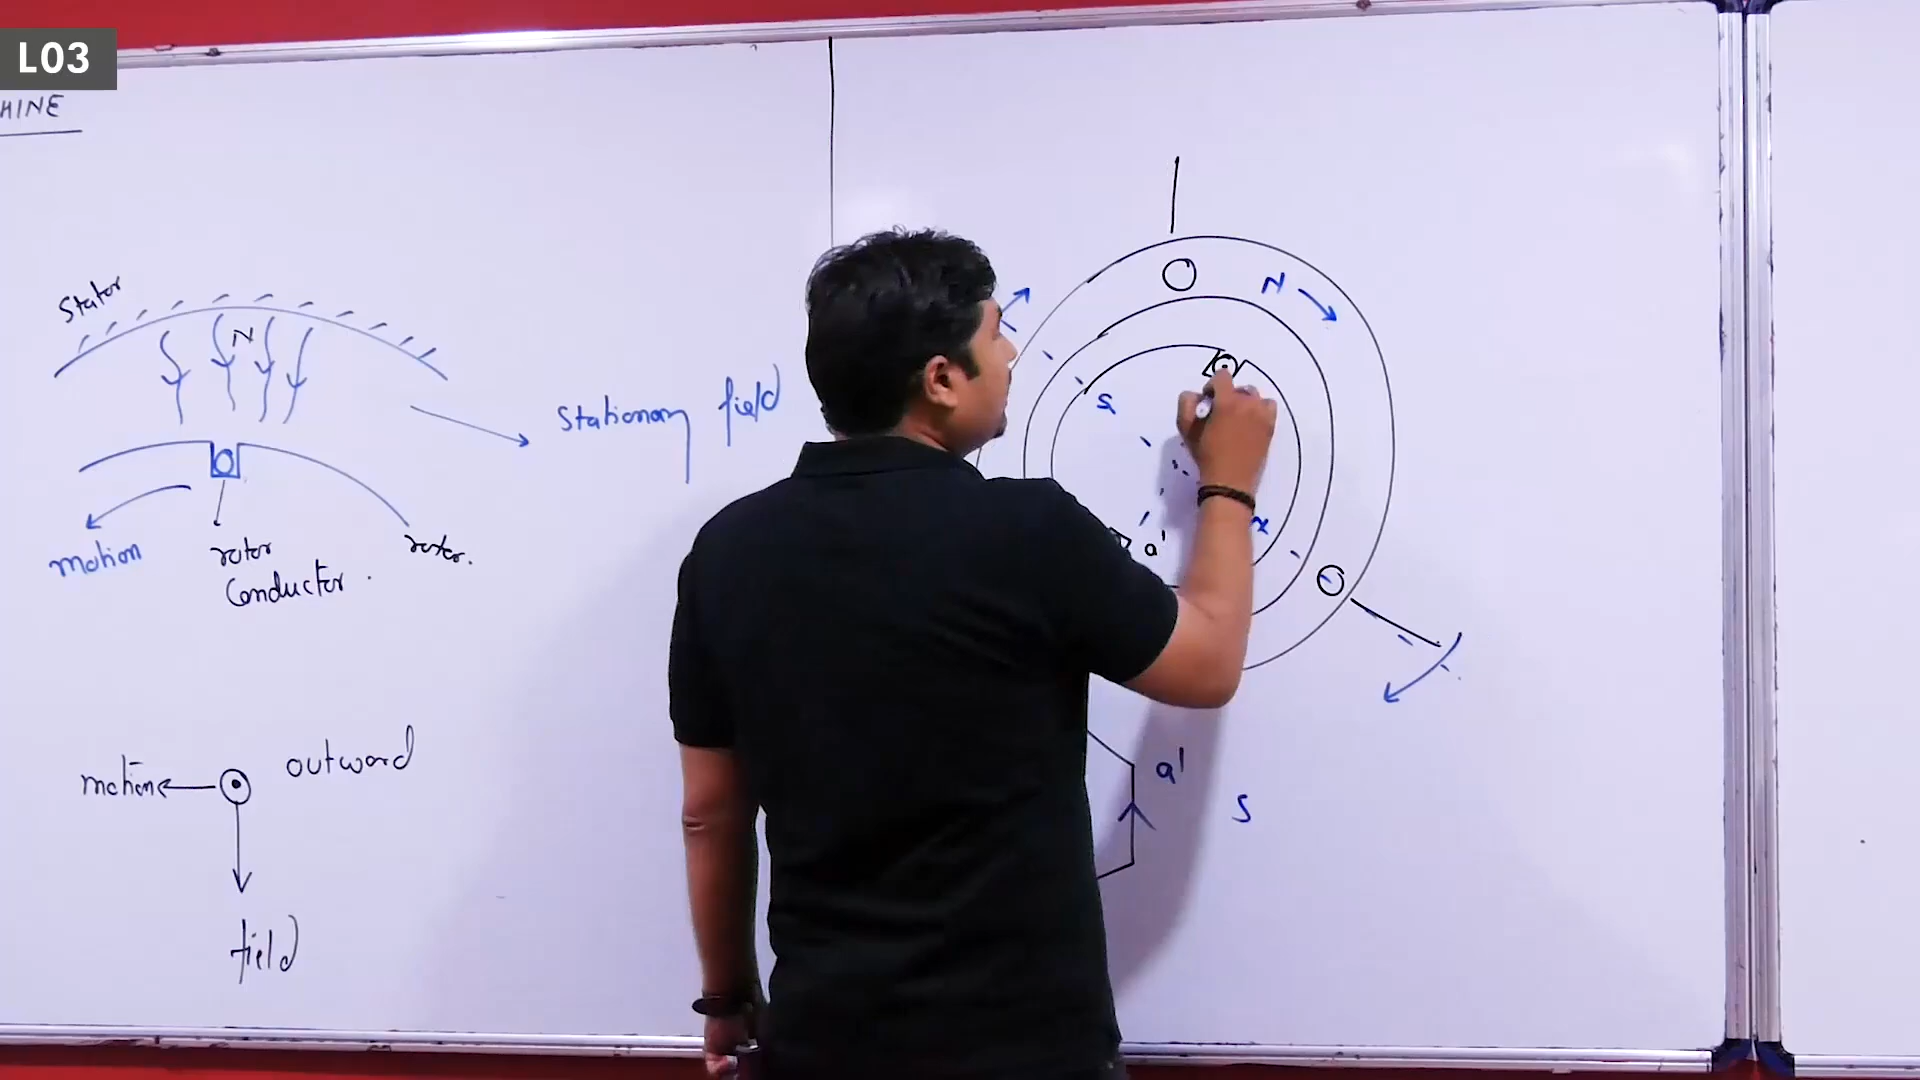 L03
HINE
Stator
N
Stationary field
motion
rotor
Conductor.
rotor.
motion
outward
field
N
S
a'
a'
S